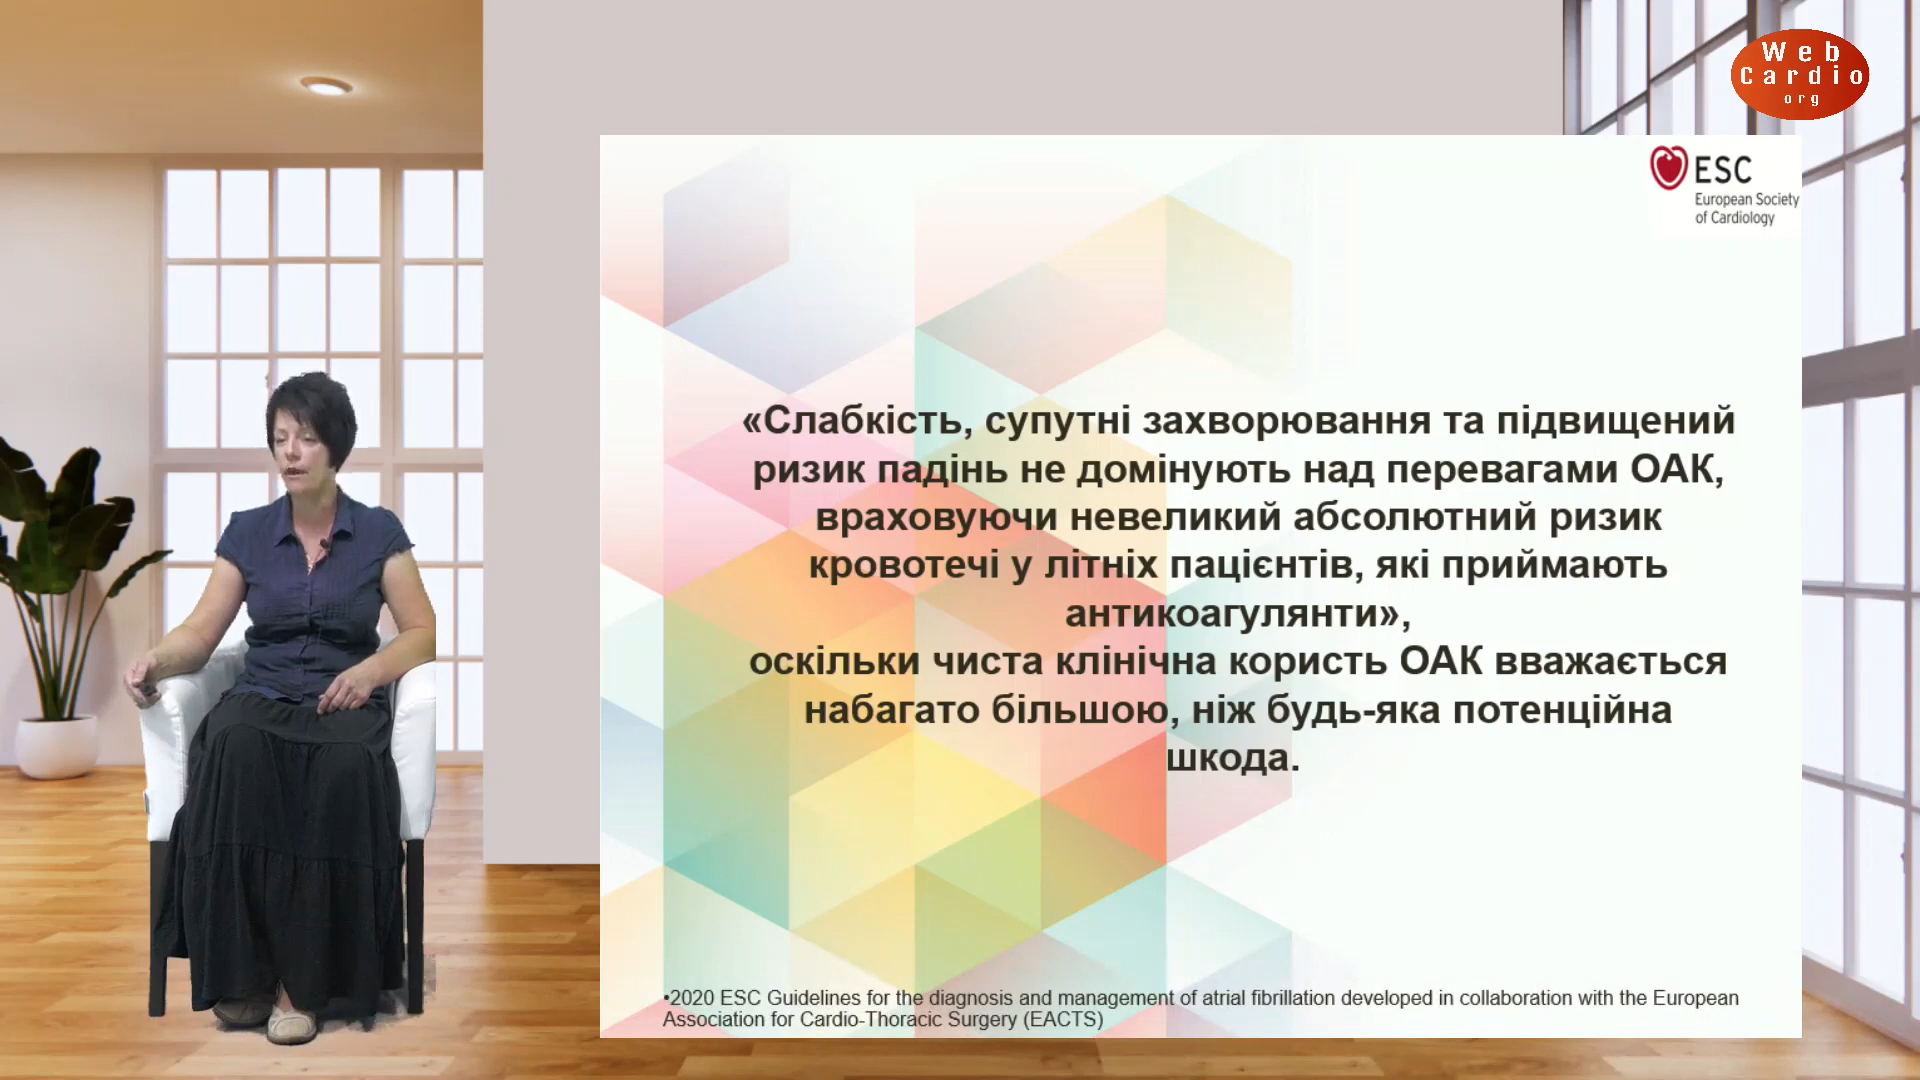 Web
Cardio
org
ESC
European Society
of Cardiology
«Слабкість, супутні захворювання та підвищений
ризик падінь не домінують над перевагами ОАК,
враховуючи невеликий абсолютний ризик
кровотечі у літніх пацієнтів, які приймають
антикоагулянти»,
оскільки чиста клінічна користь ОАК вважається
набагато більшою, ніж будь-яка потенційна
шкода.
•2020 ESC Guidelines for the diagnosis and management of atrial fibrillation developed in collaboration with the European
Association for Cardio-Thoracic Surgery (EACTS)